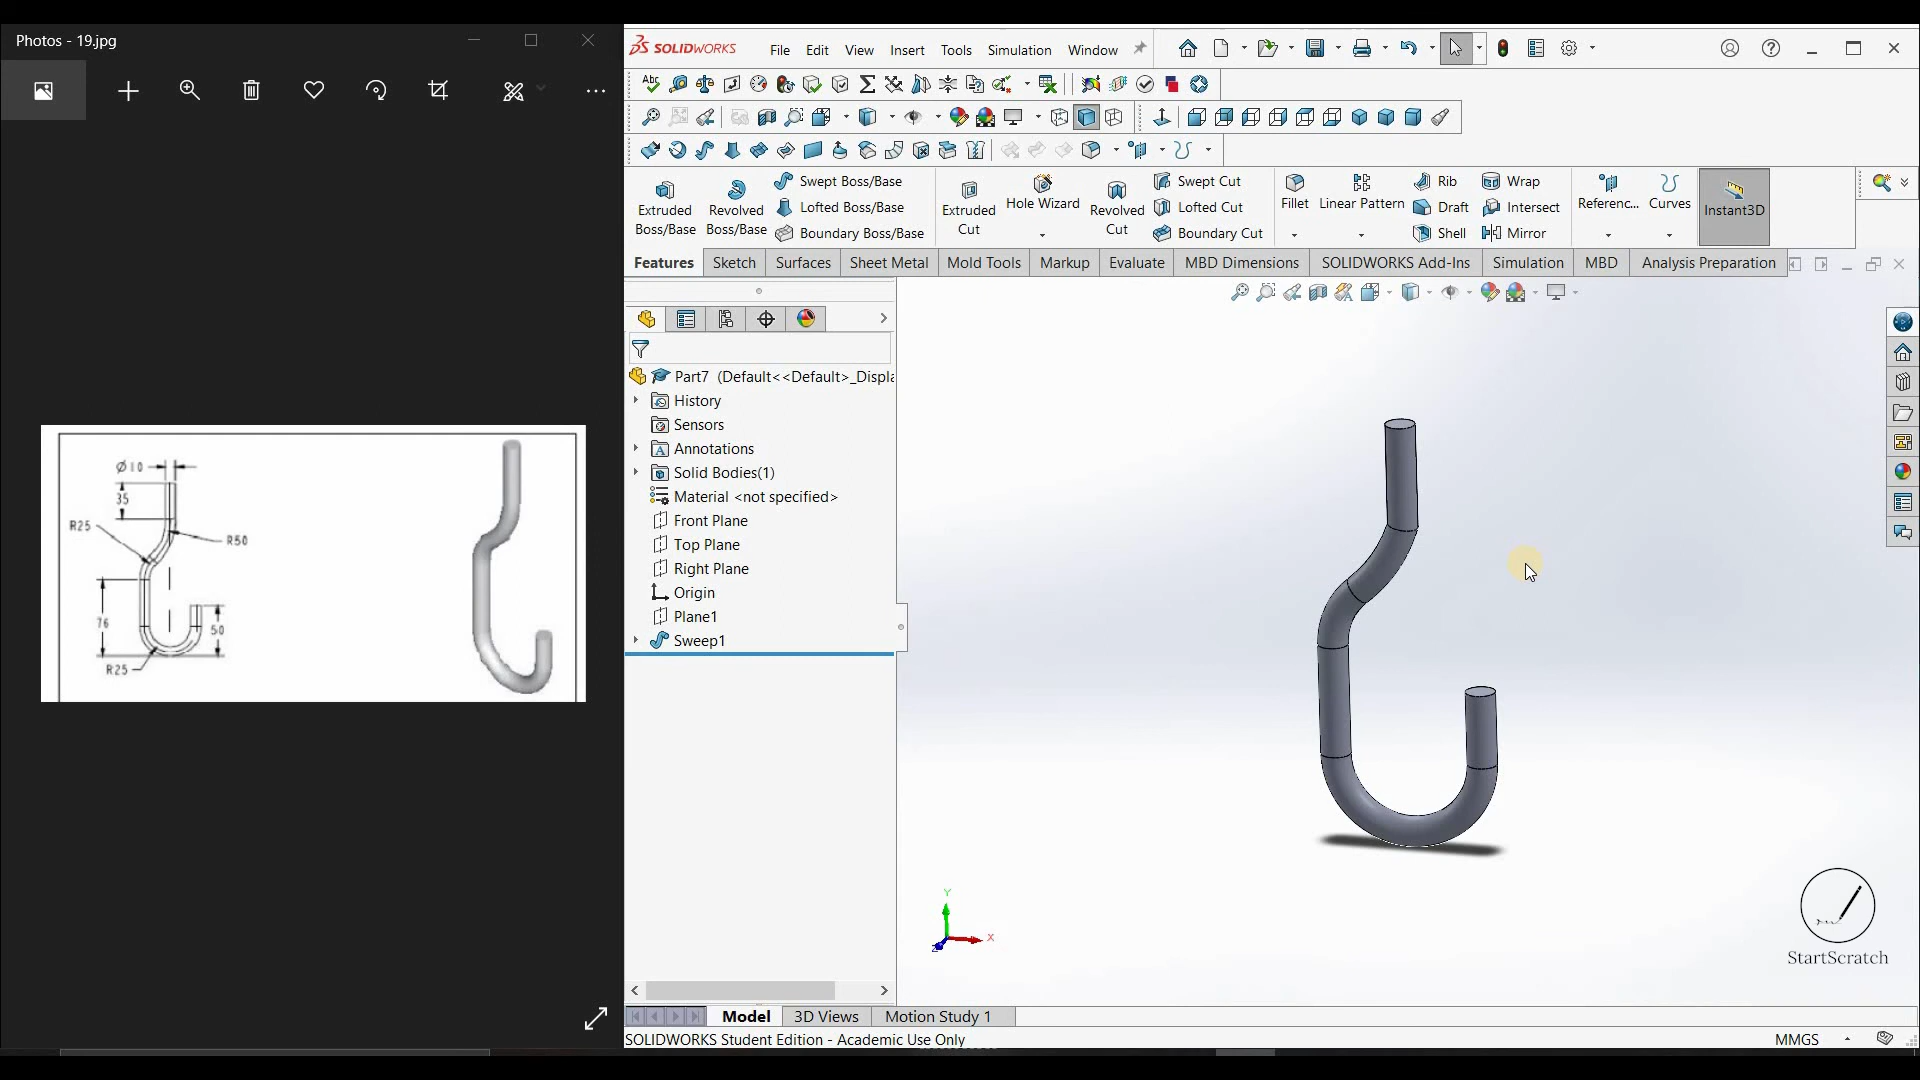 Photos - 19.jpg
SOLIDWORKS
File Edit View Insert Tools Simulation Window
Extruded Boss/Base
Revolved Boss/Base
Swept Boss/Base
Lofted Boss/Base
Boundary Boss/Base
Extruded Cut
Hole Wizard
Revolved Cut
Swept Cut
Lofted Cut
Boundary Cut
Fillet
Linear Pattern
Rib
Draft
Shell
Wrap
Intersect
Mirror
Referenc...
Curves
Instant3D
Features Sketch Surfaces Sheet Metal Mold Tools Markup Evaluate MBD Dimensions SOLIDWORKS Add-Ins Simulation MBD Analysis Preparation
Part7 (Default<<Default>_Displa
History
Sensors
Annotations
Solid Bodies(1)
Material <not specified>
Front Plane
Top Plane
Right Plane
Origin
Plane1
Sweep1
Ø10
35
R25
R50
76
50
R25
Y
X
Z
StartScratch
Model 3D Views Motion Study 1
SOLIDWORKS Student Edition - Academic Use Only
MMGS